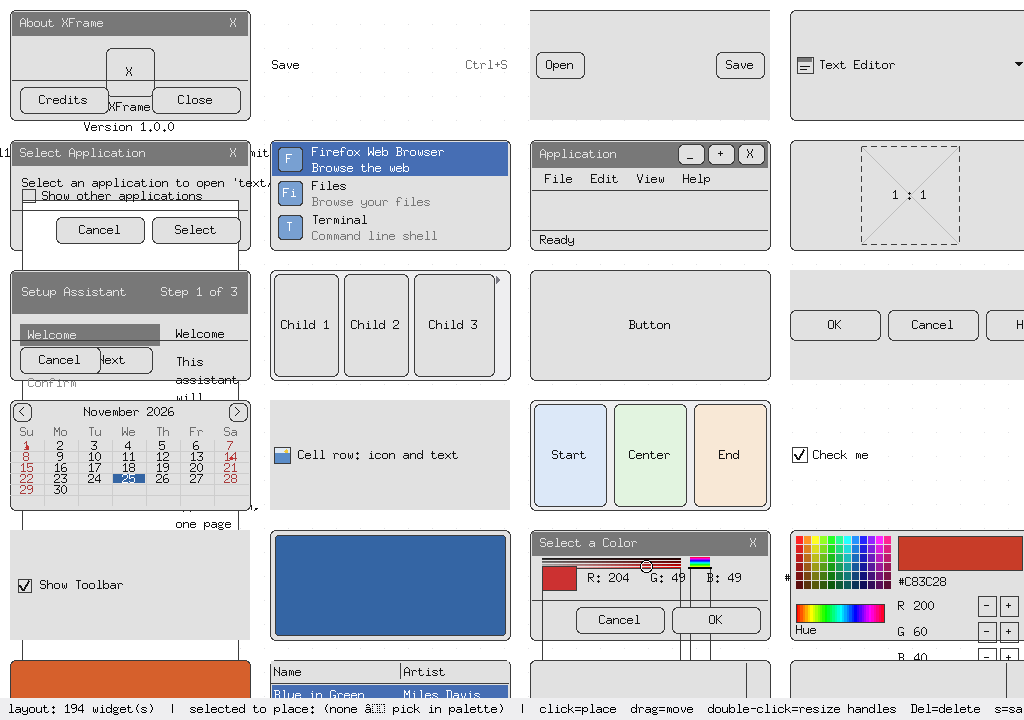 About XFrame X
X
Credits Close
XFrame
Version 1.0.0
Save Ctrl+S
Open Save
Text Editor
Select Application X
Select an application to open 'text/
Show other applications
Cancel Select
F Firefox Web Browser
Browse the web
Fi Files
Browse your files
T Terminal
Command line shell
Application _ + X
File Edit View Help
Ready
1 : 1
Setup Assistant Step 1 of 3
Welcome Welcome
Cancel Next
This
assistant
will
Confirm
Child 1 Child 2 Child 3
Button
OK Cancel H
< November 2026 >
Su Mo Tu We Th Fr Sa
1 2 3 4 5 6 7
8 9 10 11 12 13 14
15 16 17 18 19 20 21
22 23 24 25 26 27 28
29 30
one page
Cell row: icon and text
Start Center End
Check me
Show Toolbar
Select a Color X
R: 204 G: 49 B: 49 #
Cancel OK
#C83C28
Hue
R 200 - +
G 60 - +
B 40
Name Artist
Blue in Green Miles Davis
layout: 194 widget(s) | selected to place: (none â pick in palette) | click=place drag=move double-click=resize handles Del=delete s=sa